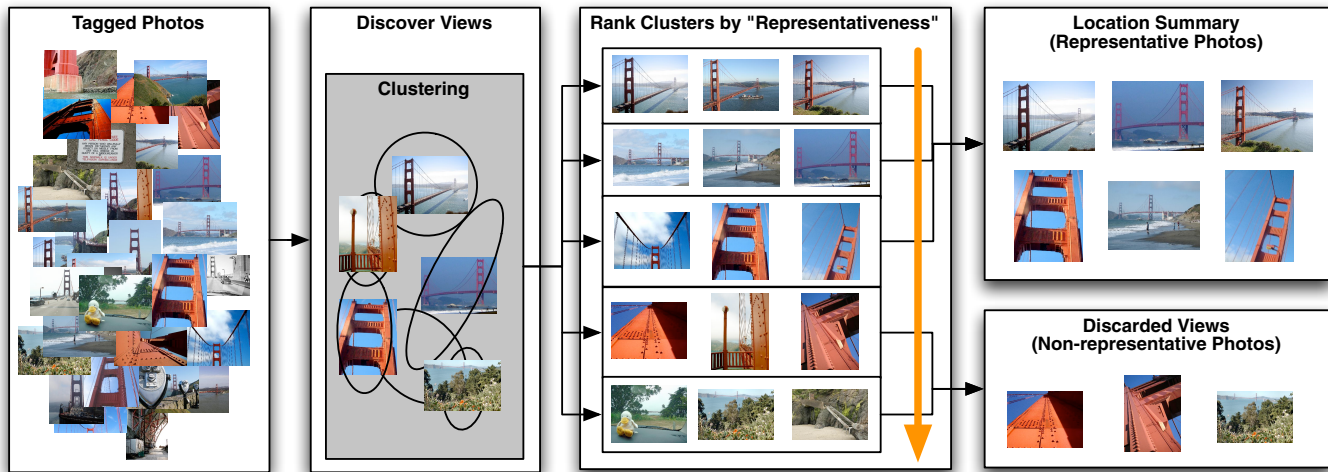 Tagged Photos
Discover Views
Clustering
Rank Clusters by "Representativeness"
Location Summary
(Representative Photos)
Discarded Views
(Non-representative Photos)